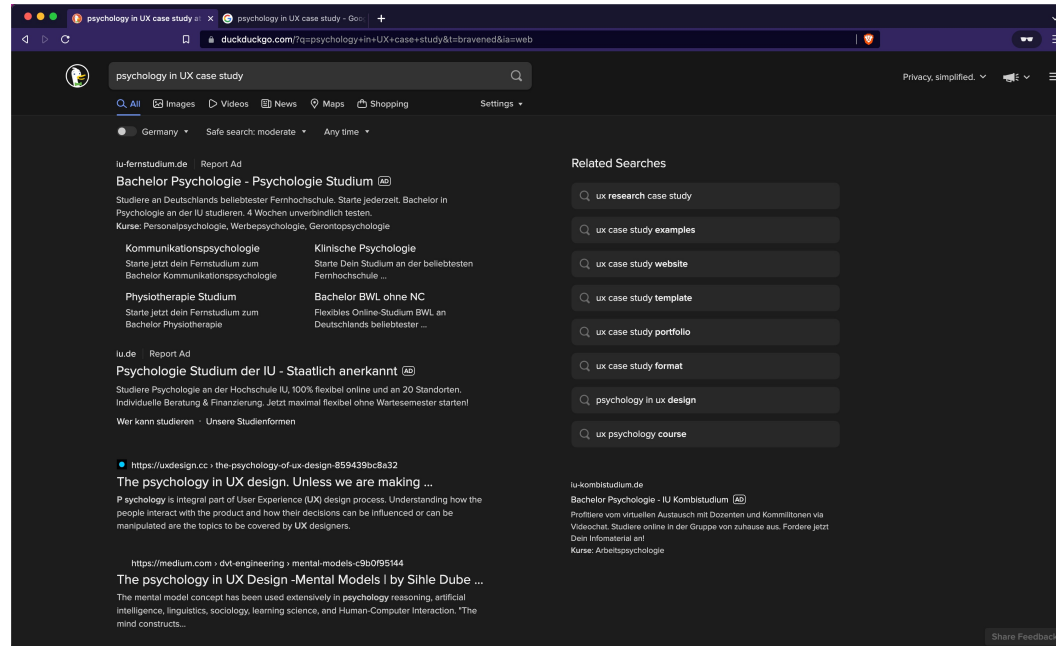 psychology in UX case study at
psychology in UX case study - Goo
duckduckgo.com/?q=psychology+in+UX+case+study&t=bravened&ia=web
psychology in UX case study
Privacy, simplified.
All Images Videos News Maps Shopping Settings
Germany Safe search: moderate Any time
iu-fernstudium.de Report Ad
Bachelor Psychologie - Psychologie Studium AD
Studiere an Deutschlands beliebtester Fernhochschule. Starte jederzeit. Bachelor in
Psychologie an der IU studieren. 4 Wochen unverbindlich testen.
Kurse: Personalpsychologie, Werbepsychologie, Gerontopsychologie
Kommunikationspsychologie
Starte jetzt dein Fernstudium zum
Bachelor Kommunikationspsychologie
Klinische Psychologie
Starte Dein Studium an der beliebtesten
Fernhochschule ...
Physiotherapie Studium
Starte jetzt dein Fernstudium zum
Bachelor Physiotherapie
Bachelor BWL ohne NC
Flexibles Online-Studium BWL an
Deutschlands beliebtester ...
iu.de Report Ad
Psychologie Studium der IU - Staatlich anerkannt AD
Studiere Psychologie an der Hochschule IU, 100% flexibel online und an 20 Standorten.
Individuelle Beratung & Finanzierung. Jetzt maximal flexibel ohne Wartesemester starten!
Wer kann studieren · Unsere Studienformen
https://uxdesign.cc › the-psychology-of-ux-design-859439bc8a32
The psychology in UX design. Unless we are making ...
P sychology is integral part of User Experience (UX) design process. Understanding how the
people interact with the product and how their decisions can be influenced or can be
manipulated are the topics to be covered by UX designers.
https://medium.com › dvt-engineering › mental-models-c9b0f95144
The psychology in UX Design -Mental Models | by Sihle Dube ...
The mental model concept has been used extensively in psychology reasoning, artificial
intelligence, linguistics, sociology, learning science, and Human-Computer Interaction. "The
mind constructs...
Related Searches
ux research case study
ux case study examples
ux case study website
ux case study template
ux case study portfolio
ux case study format
psychology in ux design
ux psychology course
iu-kombistudium.de
Bachelor Psychologie - IU Kombistudium AD
Profitiere vom virtuellen Austausch mit Dozenten und Kommilitonen via
Videochat. Studiere online in der Gruppe von zuhause aus. Fordere jetzt
Dein Infomaterial an!
Kurse: Arbeitspsychologie
Share Feedback